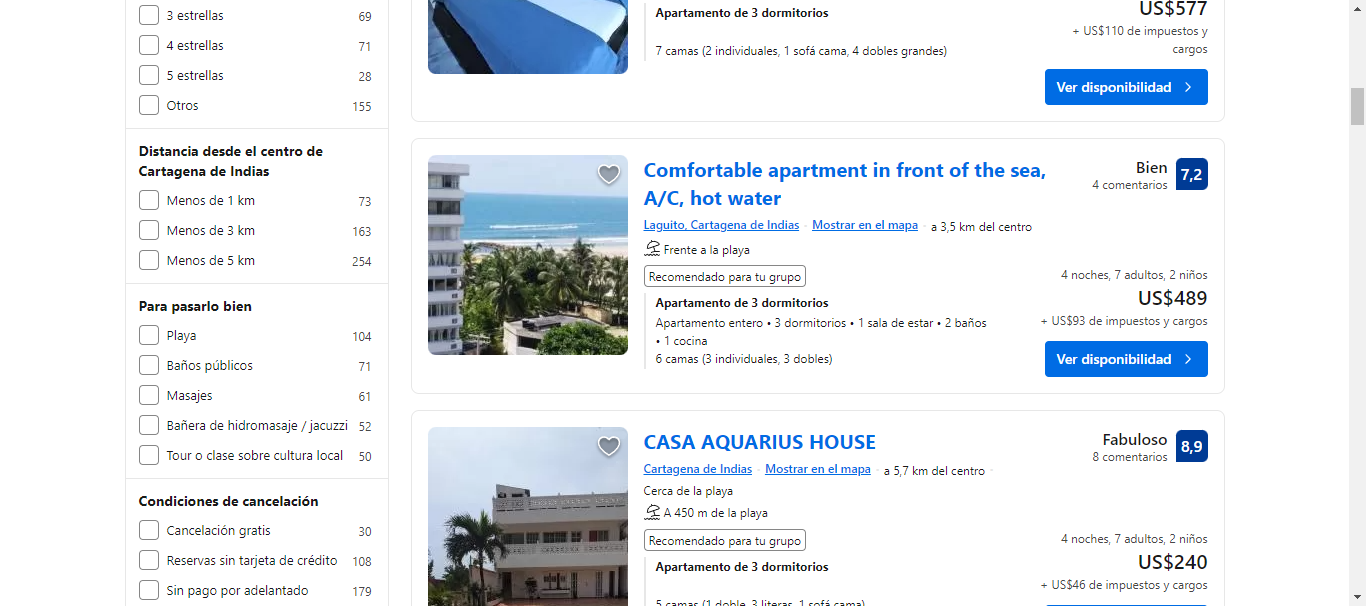 3 estrellas 69
4 estrellas 71
5 estrellas 28
Otros 155
Distancia desde el centro de
Cartagena de Indias
Menos de 1 km 73
Menos de 3 km 163
Menos de 5 km 254
Para pasarlo bien
Playa 104
Baños públicos 71
Masajes 61
Bañera de hidromasaje / jacuzzi 52
Tour o clase sobre cultura local 50
Condiciones de cancelación
Cancelación gratis 30
Reservas sin tarjeta de crédito 108
Sin pago por adelantado 179
Apartamento de 3 dormitorios
7 camas (2 individuales, 1 sofá cama, 4 dobles grandes)
US$577
+ US$110 de impuestos y
cargos
Ver disponibilidad
Comfortable apartment in front of the sea,
A/C, hot water
Bien 7,2
4 comentarios
Laguito, Cartagena de Indias · Mostrar en el mapa · a 3,5 km del centro
Frente a la playa
Recomendado para tu grupo
Apartamento de 3 dormitorios
Apartamento entero • 3 dormitorios • 1 sala de estar • 2 baños
• 1 cocina
6 camas (3 individuales, 3 dobles)
4 noches, 7 adultos, 2 niños
US$489
+ US$93 de impuestos y cargos
Ver disponibilidad
CASA AQUARIUS HOUSE
Fabuloso 8,9
8 comentarios
Cartagena de Indias · Mostrar en el mapa · a 5,7 km del centro ·
Cerca de la playa
A 450 m de la playa
Recomendado para tu grupo
Apartamento de 3 dormitorios
5 camas (1 doble, 3 literas, 1 sofá cama)
4 noches, 7 adultos, 2 niños
US$240
+ US$46 de impuestos y cargos